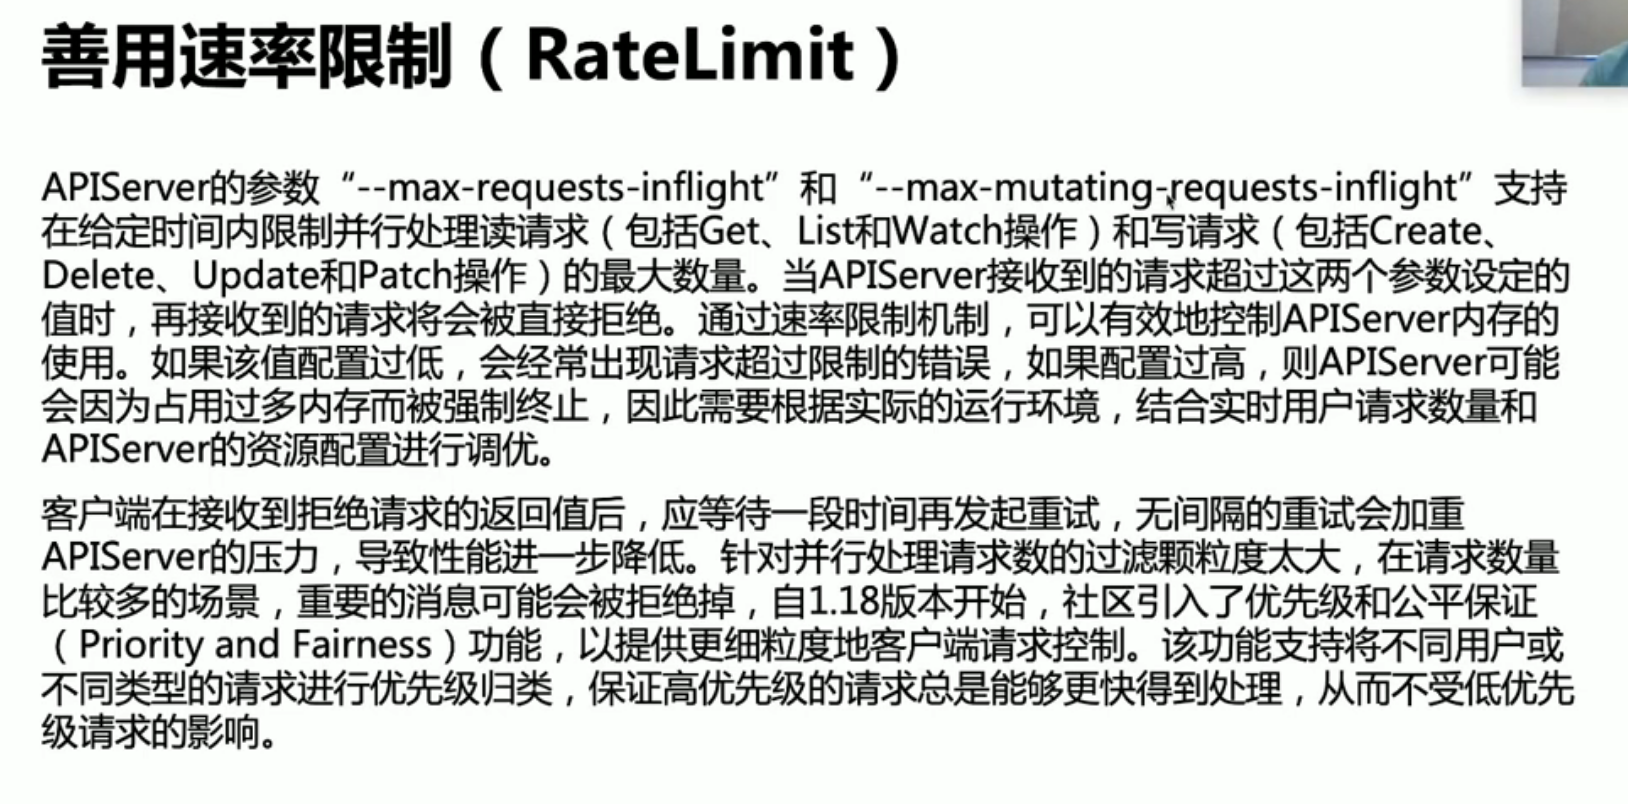 善用速率限制（RateLimit）
APIServer的参数“--max-requests-inflight”和“--max-mutating-requests-inflight”支持
在给定时间内限制并行处理读请求（包括Get、List和Watch操作）和写请求（包括Create、
Delete、Update和Patch操作）的最大数量。当APIServer接收到的请求超过这两个参数设定的
值时，再接收到的请求将会被直接拒绝。通过速率限制机制，可以有效地控制APIServer内存的
使用。如果该值配置过低，会经常出现请求超过限制的错误，如果配置过高，则APIServer可能
会因为占用过多内存而被强制终止，因此需要根据实际的运行环境，结合实时用户请求数量和
APIServer的资源配置进行调优。
客户端在接收到拒绝请求的返回值后，应等待一段时间再发起重试，无间隔的重试会加重
APIServer的压力，导致性能进一步降低。针对并行处理请求数的过滤颗粒度太大，在请求数量
比较多的场景，重要的消息可能会被拒绝掉，自1.18版本开始，社区引入了优先级和公平保证
（Priority and Fairness）功能，以提供更细粒度地客户端请求控制。该功能支持将不同用户或
不同类型的请求进行优先级归类，保证高优先级的请求总是能够更快得到处理，从而不受低优先
级请求的影响。